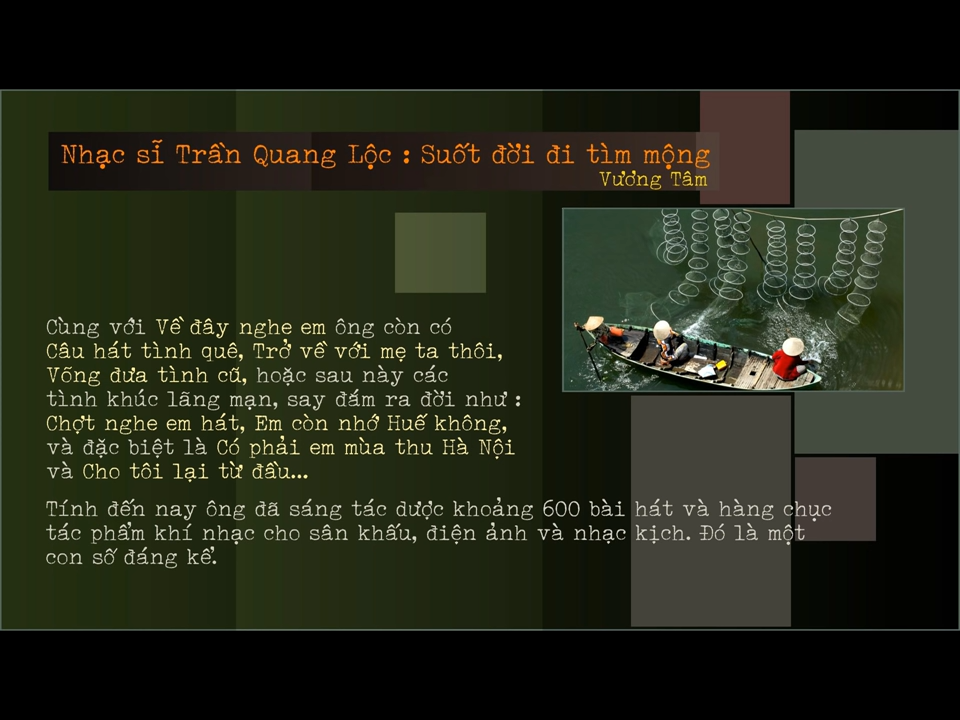 Nhạc sĩ Trần Quang Lộc : Suốt đời đi tìm mộng
Vương Tâm
Cùng với Về đây nghe em ông còn có
Câu hát tình quê, Trở về với mẹ ta thôi,
Võng đưa tình cũ, hoặc sau này các
tình khúc lãng mạn, say đắm ra đời như :
Chợt nghe em hát, Em còn nhớ Huế không,
và đặc biệt là Có phải em mùa thu Hà Nội
và Cho tôi lại từ đầu...
Tính đến nay ông đã sáng tác dược khoảng 600 bài hát và hàng chục
tác phẩm khí nhạc cho sân khấu, điện ảnh và nhạc kịch. Đó là một
con số đáng kể.